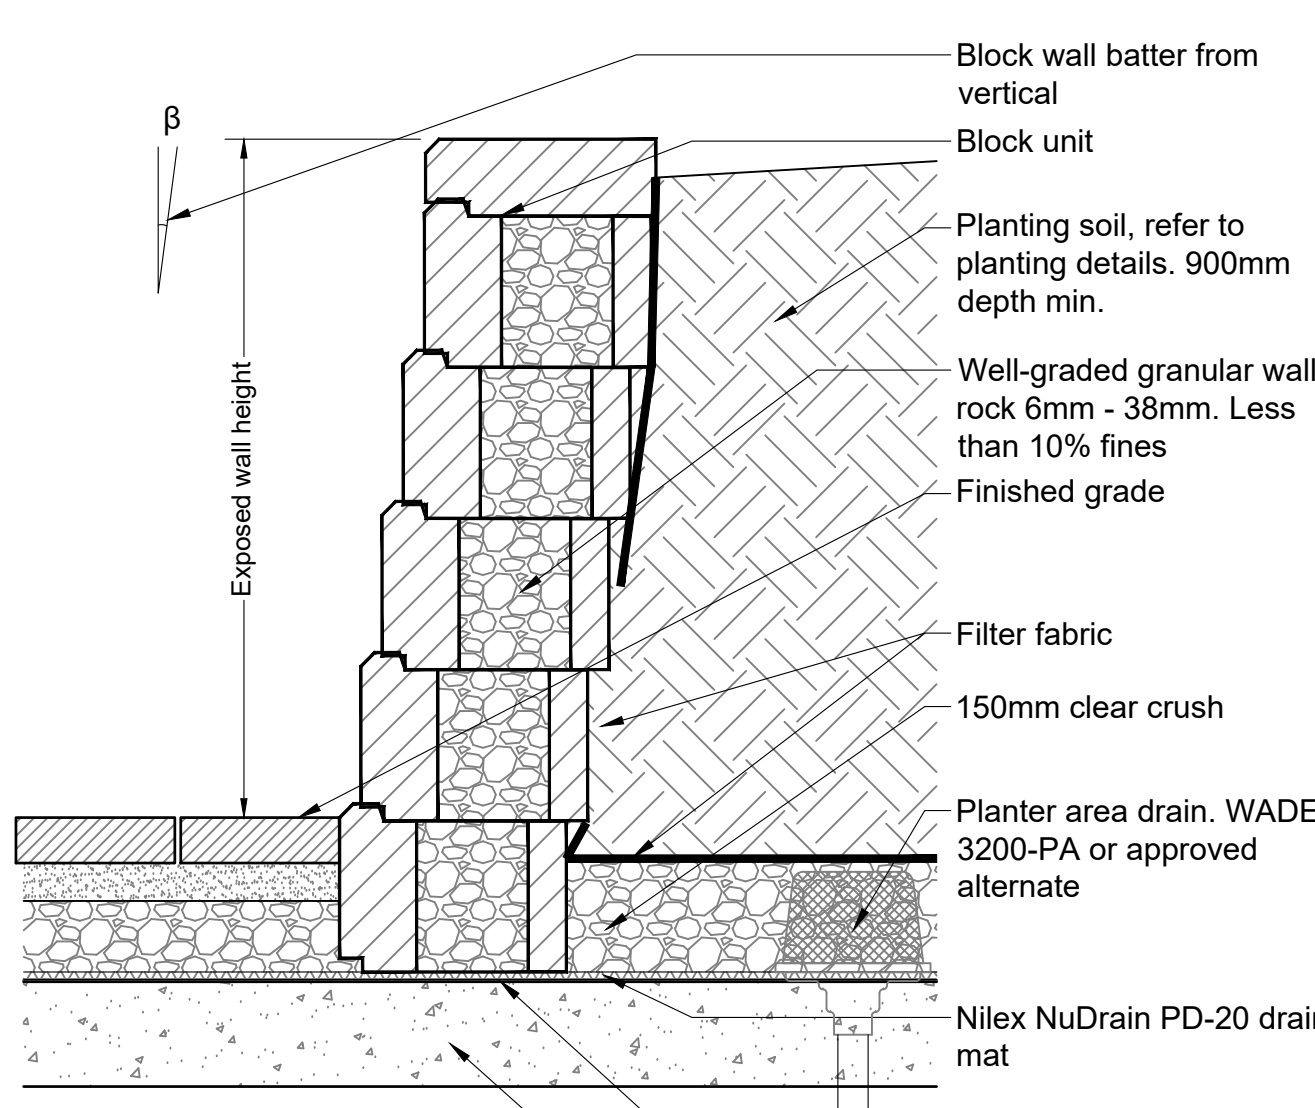 Block wall batter from
vertical
β
Block unit
Planting soil, refer to
planting details. 900mm
depth min.
Well-graded granular wall
rock 6mm - 38mm. Less
than 10% fines
Exposed wall height
Finished grade
Filter fabric
150mm clear crush
Planter area drain. WADE
3200-PA or approved
alternate
Nilex NuDrain PD-20 drain
mat